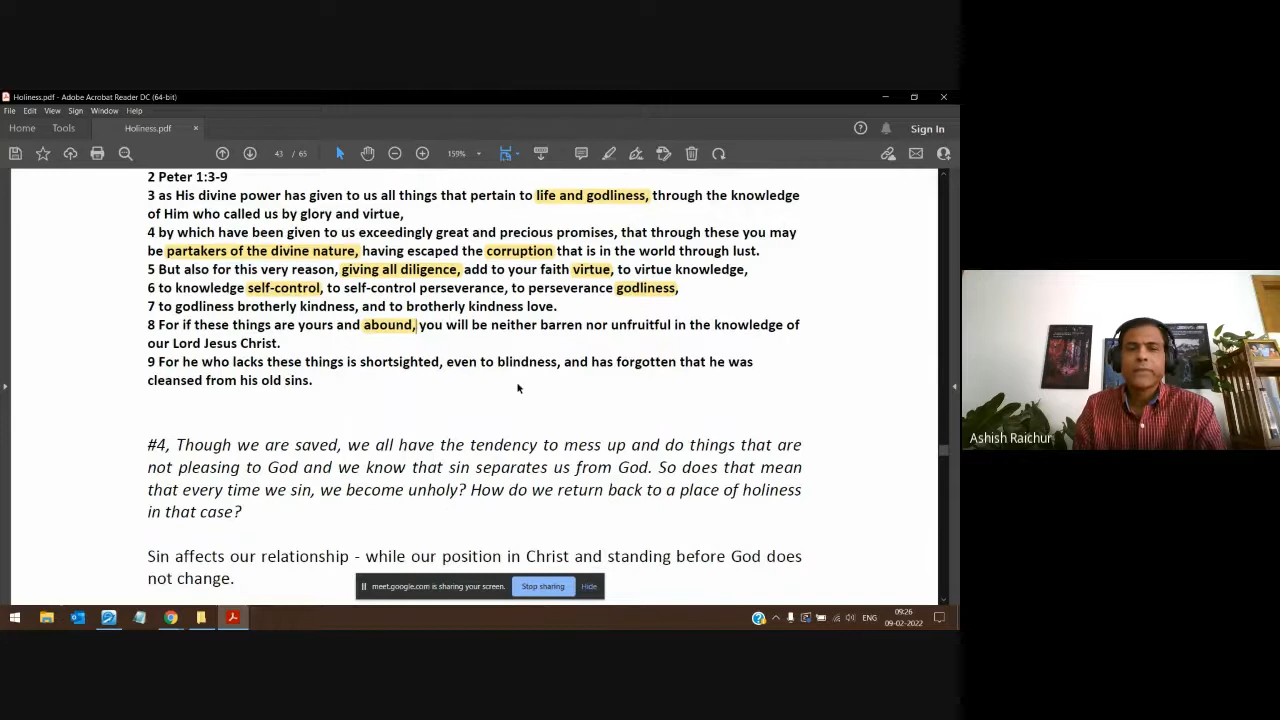 Holiness.pdf - Adobe Acrobat Reader DC (64-bit)
File Edit View Sign Window Help
Home Tools Holiness.pdf × Sign In
43 / 65 159%
2 Peter 1:3-9
3 as His divine power has given to us all things that pertain to life and godliness, through the knowledge
of Him who called us by glory and virtue,
4 by which have been given to us exceedingly great and precious promises, that through these you may
be partakers of the divine nature, having escaped the corruption that is in the world through lust.
5 But also for this very reason, giving all diligence, add to your faith virtue, to virtue knowledge,
6 to knowledge self-control, to self-control perseverance, to perseverance godliness,
7 to godliness brotherly kindness, and to brotherly kindness love.
8 For if these things are yours and abound, you will be neither barren nor unfruitful in the knowledge of
our Lord Jesus Christ.
9 For he who lacks these things is shortsighted, even to blindness, and has forgotten that he was
cleansed from his old sins.
#4, Though we are saved, we all have the tendency to mess up and do things that are
not pleasing to God and we know that sin separates us from God. So does that mean
that every time we sin, we become unholy? How do we return back to a place of holiness
in that case?
Sin affects our relationship - while our position in Christ and standing before God does
not change.
meet.google.com is sharing your screen. Stop sharing Hide
ENG
09:26
09-02-2022
Ashish Raichur